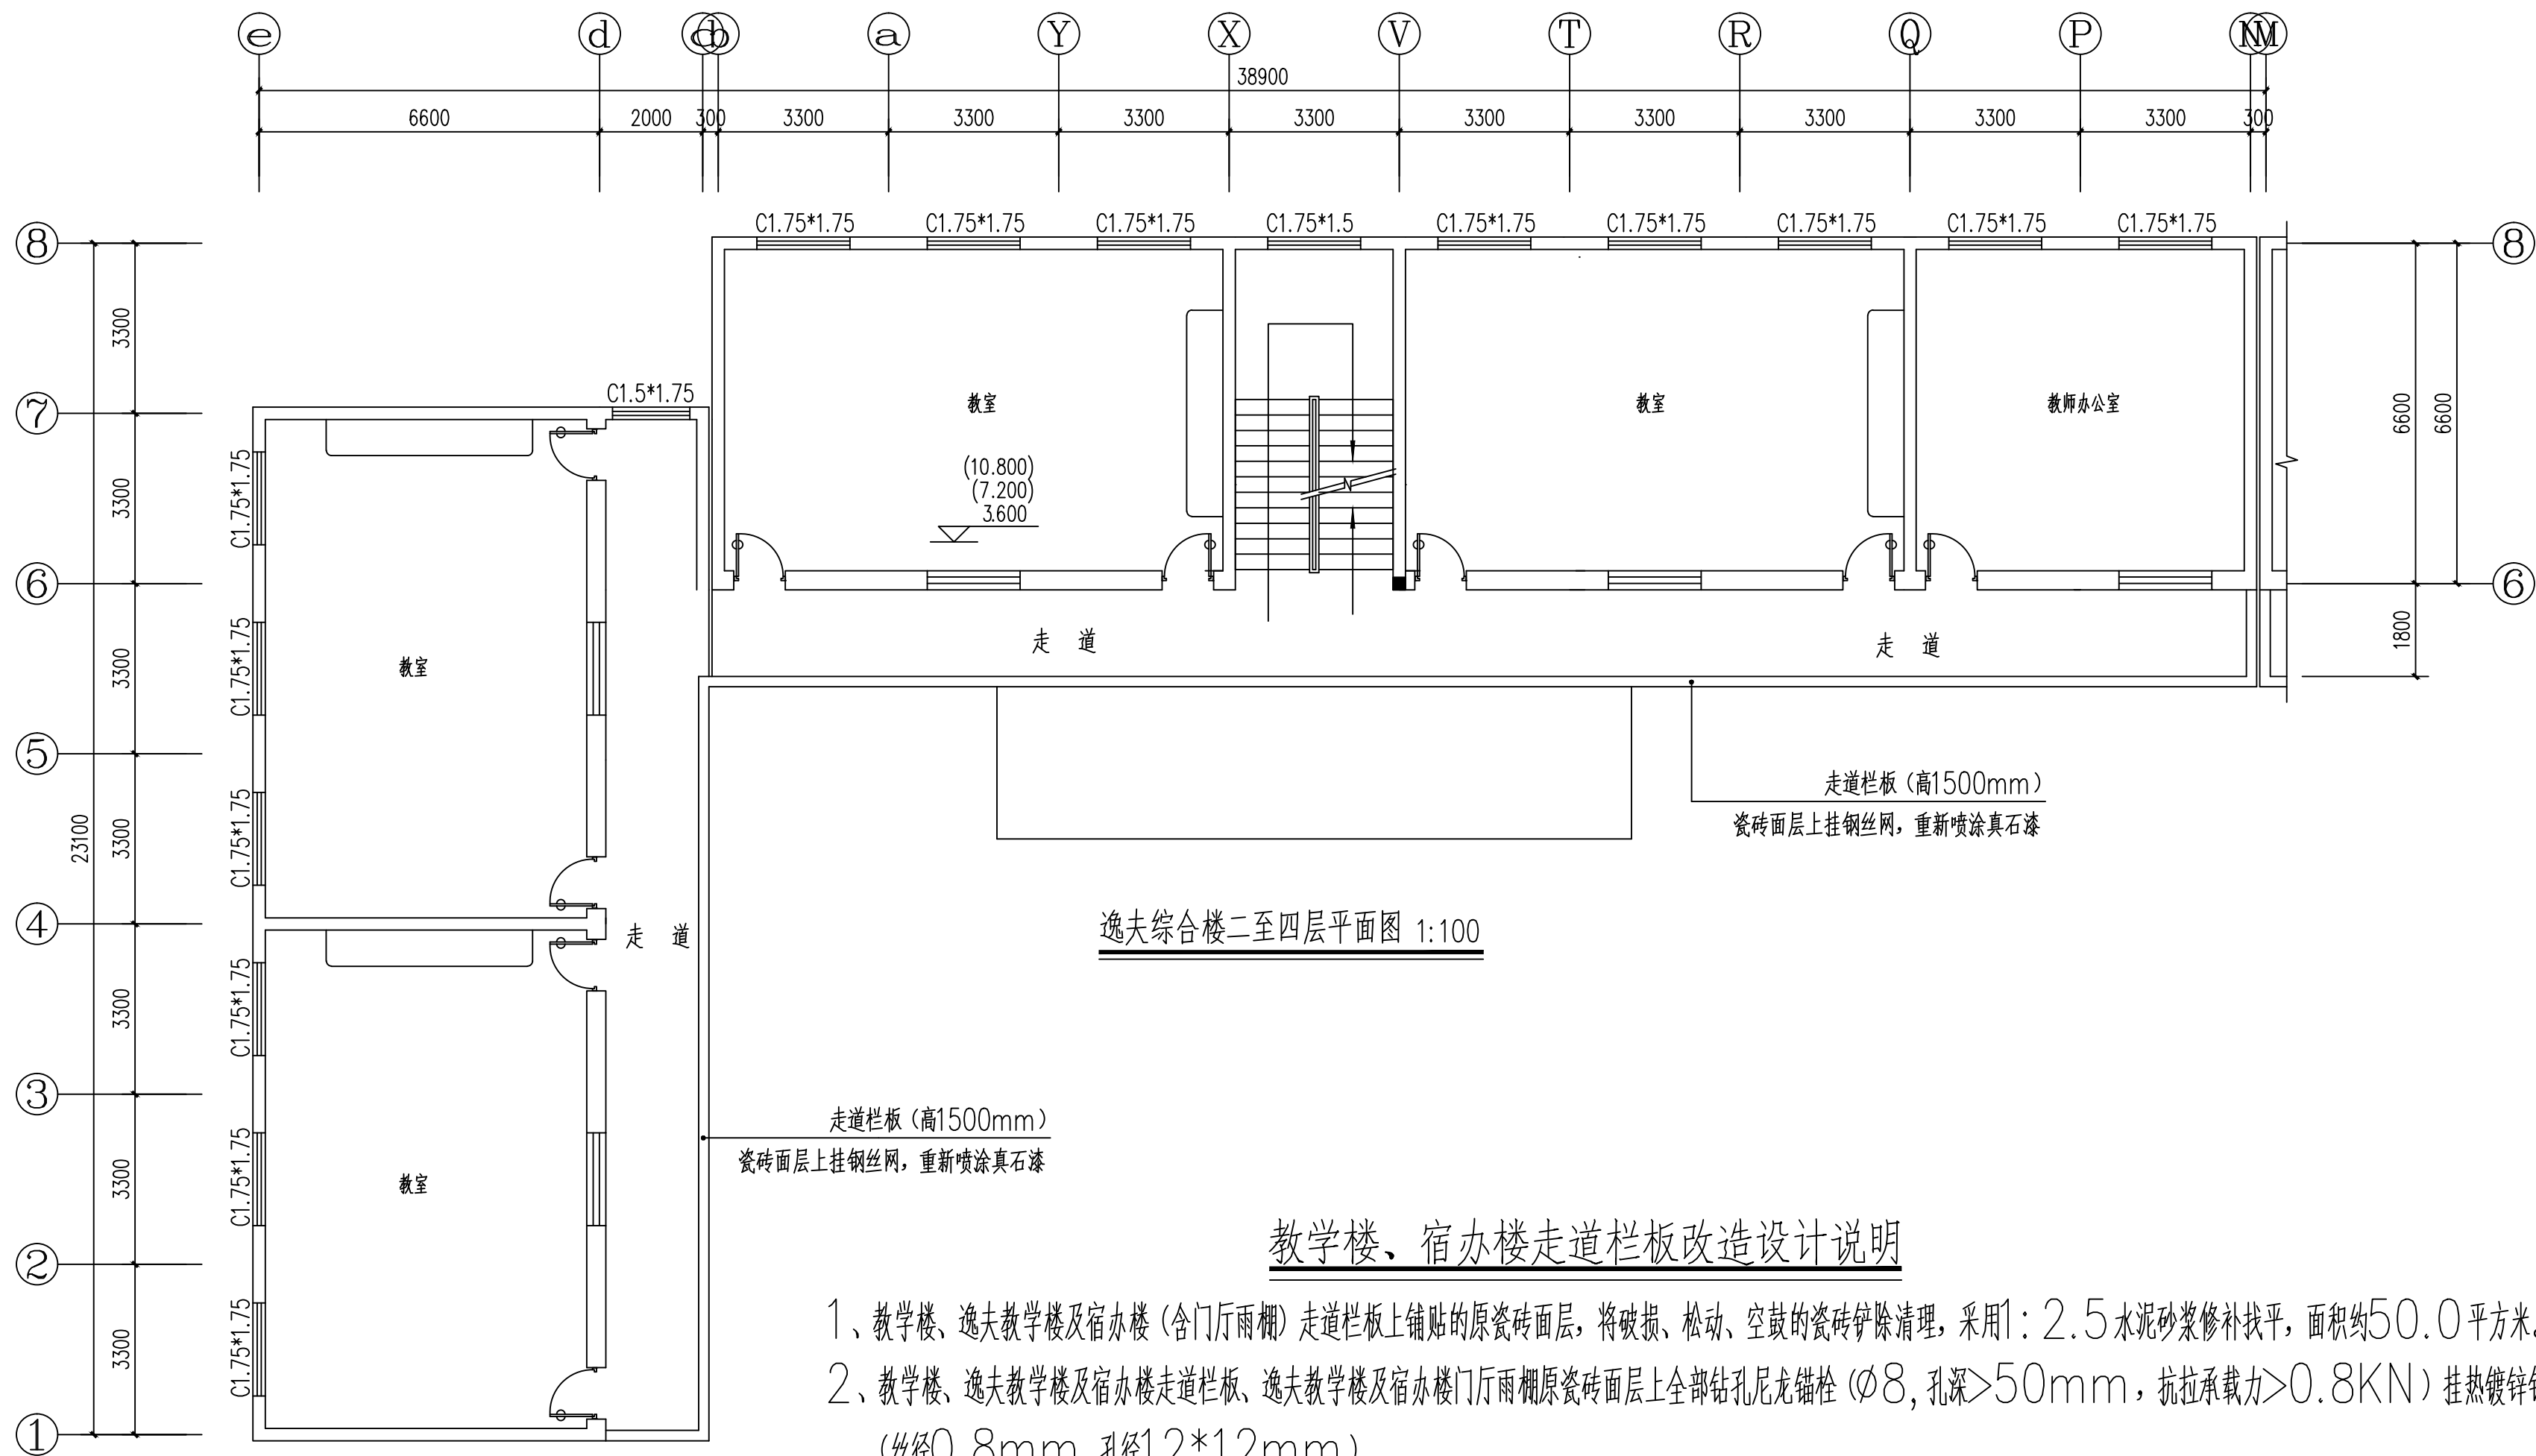 e d c b a Y X V T R Q P N M
38900
6600 2000 300 3300 3300 3300 3300 3300 3300 3300 3300 3300 300
C1.75*1.75 C1.75*1.75 C1.75*1.75 C1.75*1.5 C1.75*1.75 C1.75*1.75 C1.75*1.75 C1.75*1.75 C1.75*1.75
8 8
3300
C1.5*1.75
7
教室 教室 教师办公室
6600 6600
(10.800)
(7.200)
3.600
3300
C1.75*1.75
6 6
走 道 走 道
1800
3300
C1.75*1.75
教室
5
走道栏板（高1500mm）
瓷砖面层上挂钢丝网，重新喷涂真石漆
23100
3300
C1.75*1.75
4
走 道
逸夫综合楼二至四层平面图 1:100
3300
C1.75*1.75
3
走道栏板（高1500mm）
瓷砖面层上挂钢丝网，重新喷涂真石漆
3300
C1.75*1.75
教室
2
教学楼、宿办楼走道栏板改造设计说明
3300
C1.75*1.75
1
1、教学楼、逸夫教学楼及宿办楼（含门厅雨棚）走道栏板上铺贴的原瓷砖面层，将破损、松动、空鼓的瓷砖铲除清理，采用1：2.5水泥砂浆修补找平，面积约50.0平方米。
2、教学楼、逸夫教学楼及宿办楼走道栏板、逸夫教学楼及宿办楼门厅雨棚原瓷砖面层上全部钻孔尼龙锚栓（Ø8,孔深>50mm，抗拉承载力>0.8KN）挂热镀锌
（丝径0.8mm 孔径12*12mm）